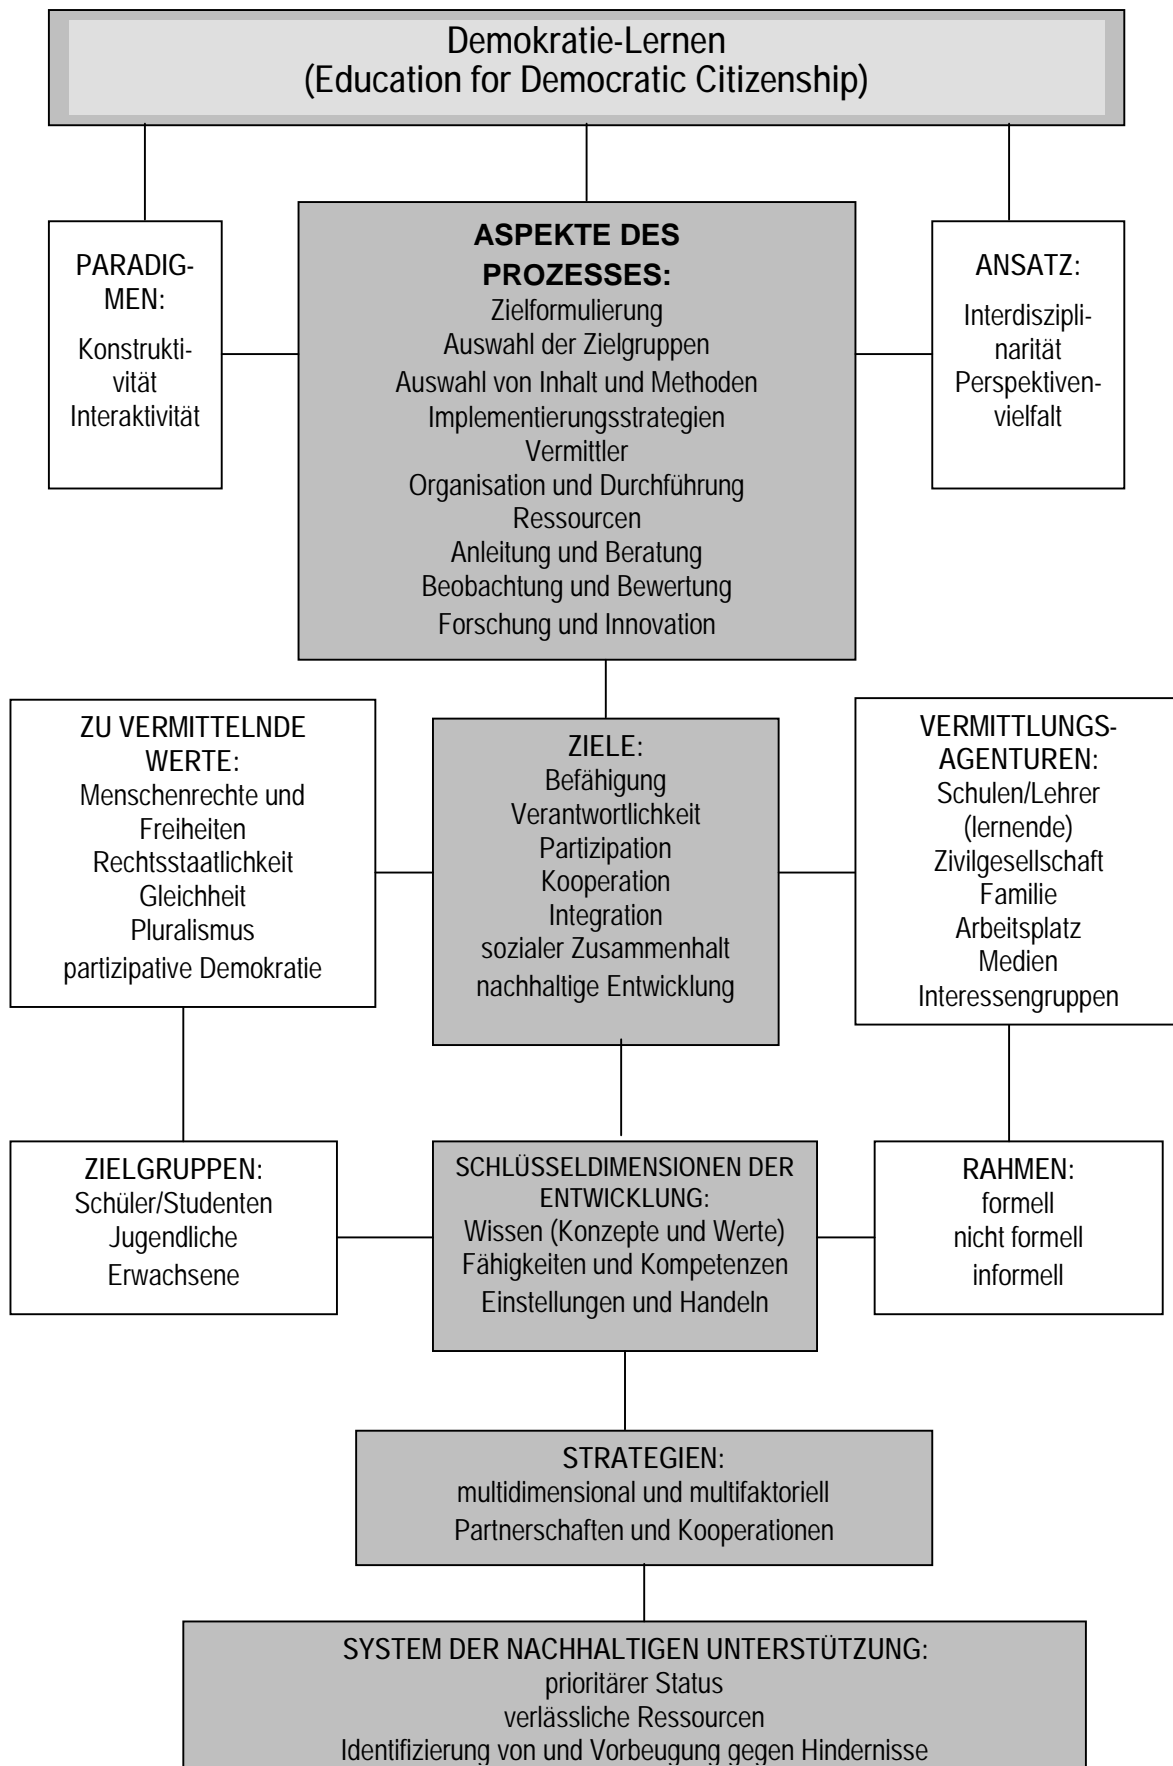 Demokratie-Lernen
(Education for Democratic Citizenship)
PARADIG-
MEN:
Konstrukti-
vität
Interaktivität
ASPEKTE DES
PROZESSES:
Zielformulierung
Auswahl der Zielgruppen
Auswahl von Inhalt und Methoden
Implementierungsstrategien
Vermittler
Organisation und Durchführung
Ressourcen
Anleitung und Beratung
Beobachtung und Bewertung
Forschung und Innovation
ANSATZ:
Interdiszipli-
narität
Perspektiven-
vielfalt
ZU VERMITTELNDE
WERTE:
Menschenrechte und
Freiheiten
Rechtsstaatlichkeit
Gleichheit
Pluralismus
partizipative Demokratie
ZIELE:
Befähigung
Verantwortlichkeit
Partizipation
Kooperation
Integration
sozialer Zusammenhalt
nachhaltige Entwicklung
VERMITTLUNGS-
AGENTUREN:
Schulen/Lehrer
(lernende)
Zivilgesellschaft
Familie
Arbeitsplatz
Medien
Interessengruppen
ZIELGRUPPEN:
Schüler/Studenten
Jugendliche
Erwachsene
SCHLÜSSELDIMENSIONEN DER
ENTWICKLUNG:
Wissen (Konzepte und Werte)
Fähigkeiten und Kompetenzen
Einstellungen und Handeln
RAHMEN:
formell
nicht formell
informell
STRATEGIEN:
multidimensional und multifaktoriell
Partnerschaften und Kooperationen
SYSTEM DER NACHHALTIGEN UNTERSTÜTZUNG:
prioritärer Status
verlässliche Ressourcen
Identifizierung von und Vorbeugung gegen Hindernisse